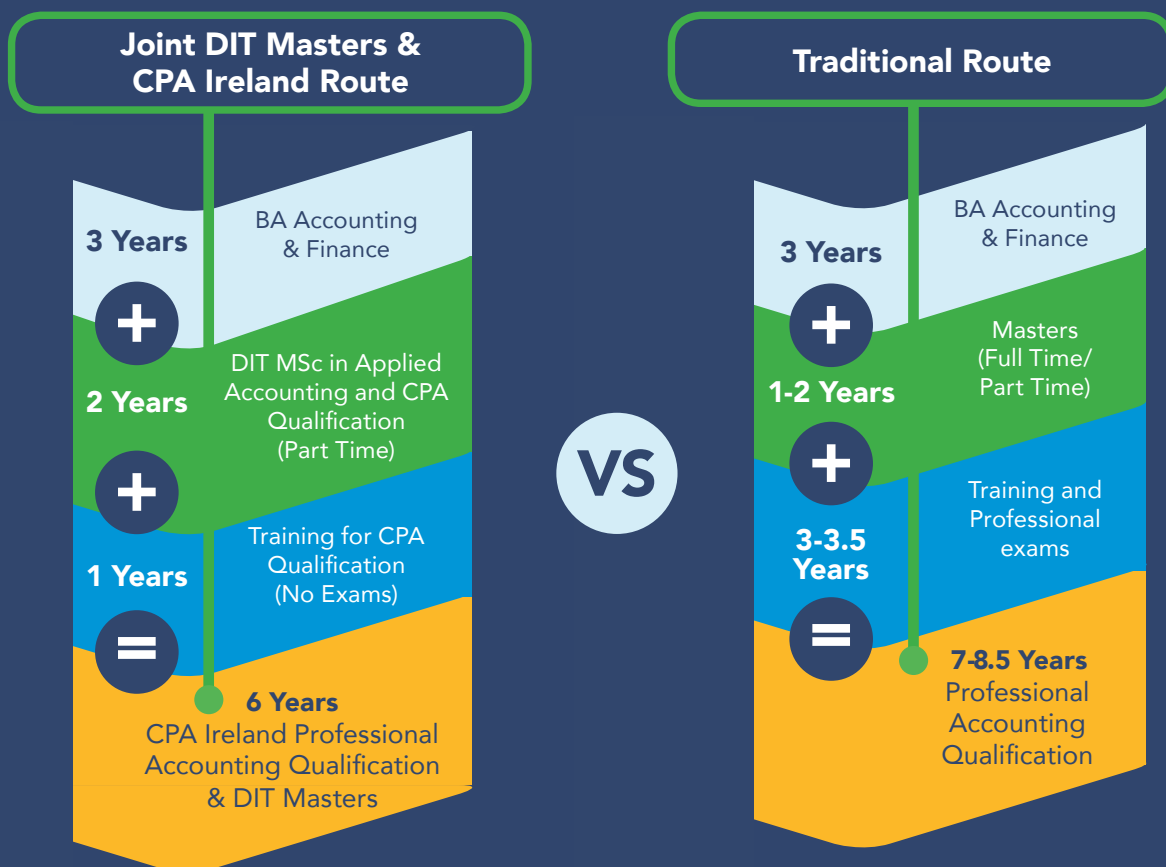 Joint DIT Masters &
CPA Ireland Route
3 Years
BA Accounting
& Finance
+
2 Years
DIT MSc in Applied
Accounting and CPA
Qualification
(Part Time)
+
1 Years
Training for CPA
Qualification
(No Exams)
=
6 Years
CPA Ireland Professional
Accounting Qualification
& DIT Masters
VS
Traditional Route
3 Years
BA Accounting
& Finance
+
1-2 Years
Masters
(Full Time/
Part Time)
+
3-3.5
Years
Training and
Professional
exams
=
7-8.5 Years
Professional
Accounting
Qualification